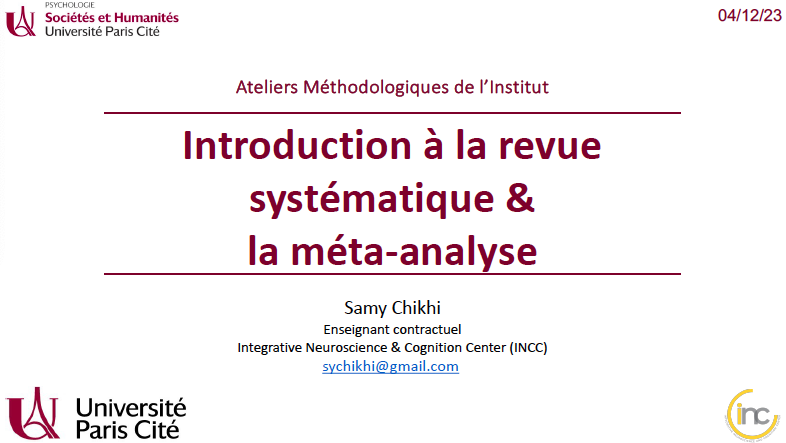 PSYCHOLOGIE
Sociétés et Humanités
Université Paris Cité
04/12/23
Ateliers Méthodologiques de l’Institut
Introduction à la revue
systématique &
la méta-analyse
Samy Chikhi
Enseignant contractuel
Integrative Neuroscience & Cognition Center (INCC)
sychikhi@gmail.com
Université
Paris Cité
inc